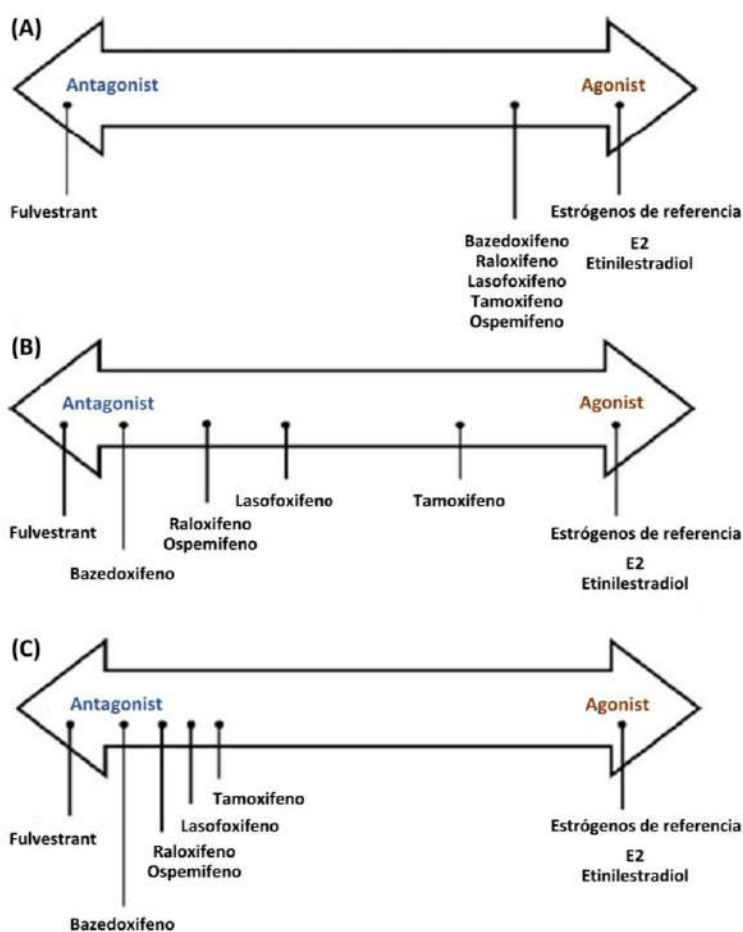 (A)
Antagonist
Agonist
Fulvestrant
Bazedoxifeno
Raloxifeno
Lasofoxifeno
Tamoxifeno
Ospemifeno
Estrógenos de referencia
E2
Etinilestradiol
(B)
Antagonist
Agonist
Fulvestrant
Bazedoxifeno
Raloxifeno
Ospemifeno
Lasofoxifeno
Tamoxifeno
Estrógenos de referencia
E2
Etinilestradiol
(C)
Antagonist
Agonist
Fulvestrant
Bazedoxifeno
Raloxifeno
Ospemifeno
Lasofoxifeno
Tamoxifeno
Estrógenos de referencia
E2
Etinilestradiol